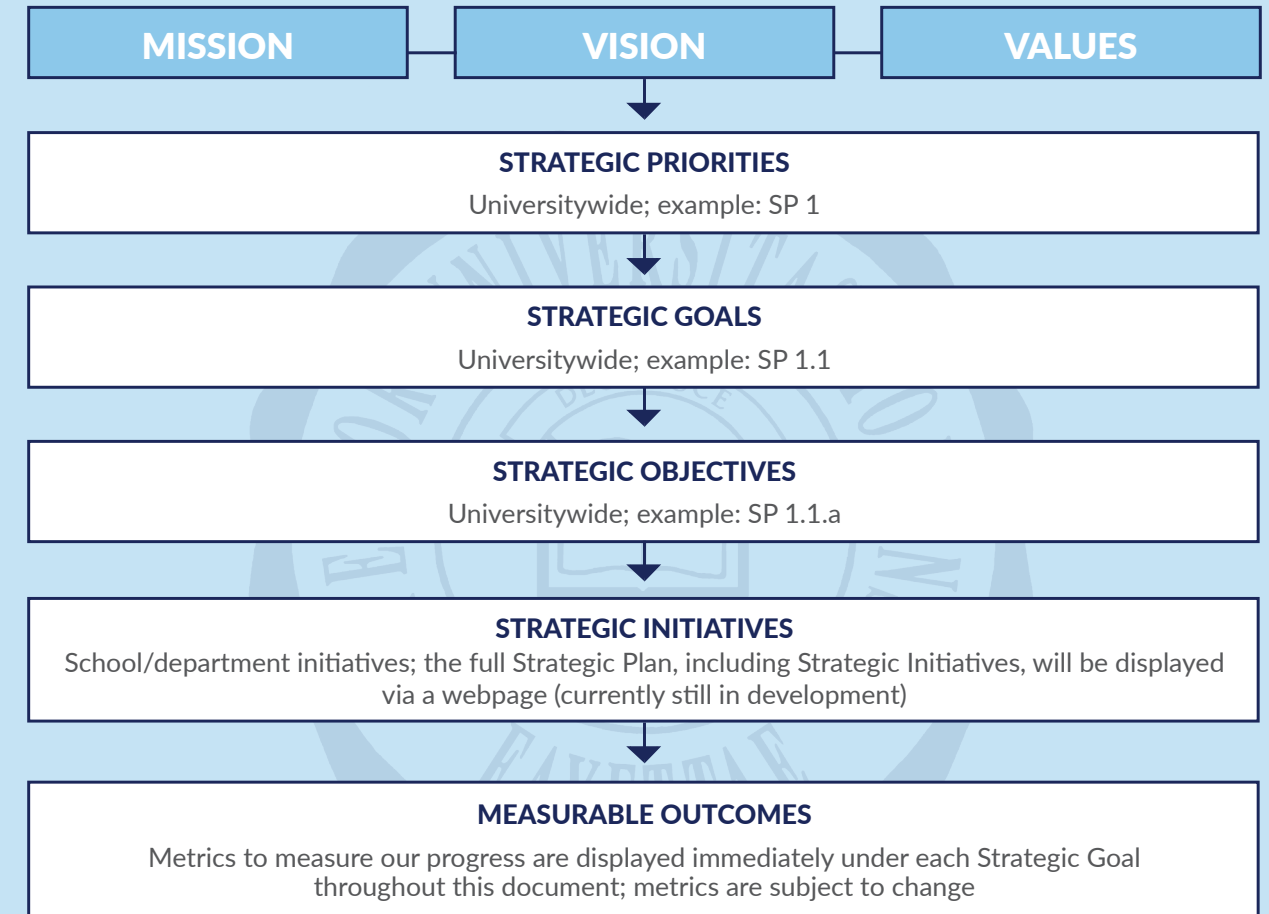 MISSION
VISION
VALUES
STRATEGIC PRIORITIES
Universitywide; example: SP 1
STRATEGIC GOALS
Universitywide; example: SP 1.1
STRATEGIC OBJECTIVES
Universitywide; example: SP 1.1.a
STRATEGIC INITIATIVES
School/department initiatives; the full Strategic Plan, including Strategic Initiatives, will be displayed
via a webpage (currently still in development)
MEASURABLE OUTCOMES
Metrics to measure our progress are displayed immediately under each Strategic Goal
throughout this document; metrics are subject to change